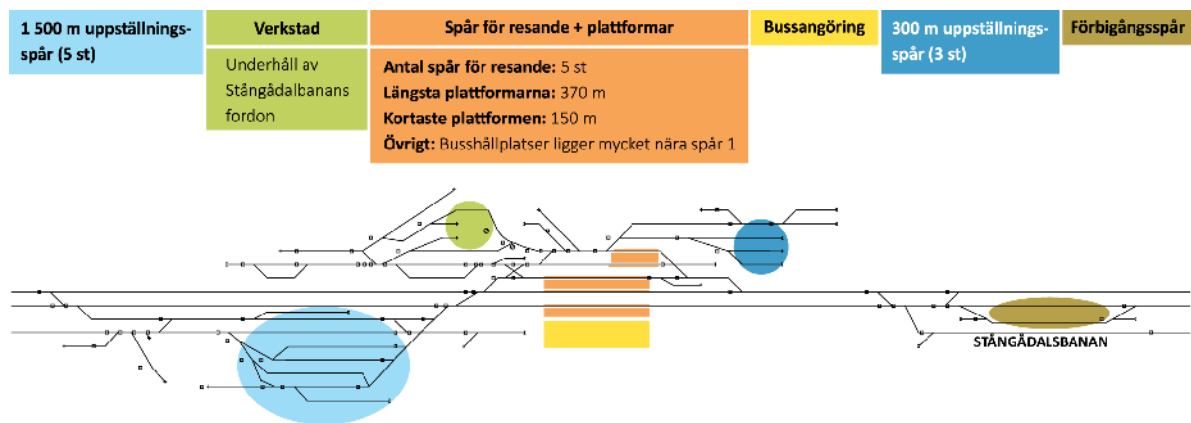 1 500 m uppställnings-
spår (5 st)
Verkstad
Underhåll av
Stångådalbanans
fordon
Spår för resande + plattformar
Antal spår för resande: 5 st
Längsta plattformarna: 370 m
Kortaste plattformen: 150 m
Övrigt: Busshållplatser ligger mycket nära spår 1
Bussangöring
300 m uppställnings-
spår (3 st)
Förbigångsspår
STÅNGÅDALSBANAN